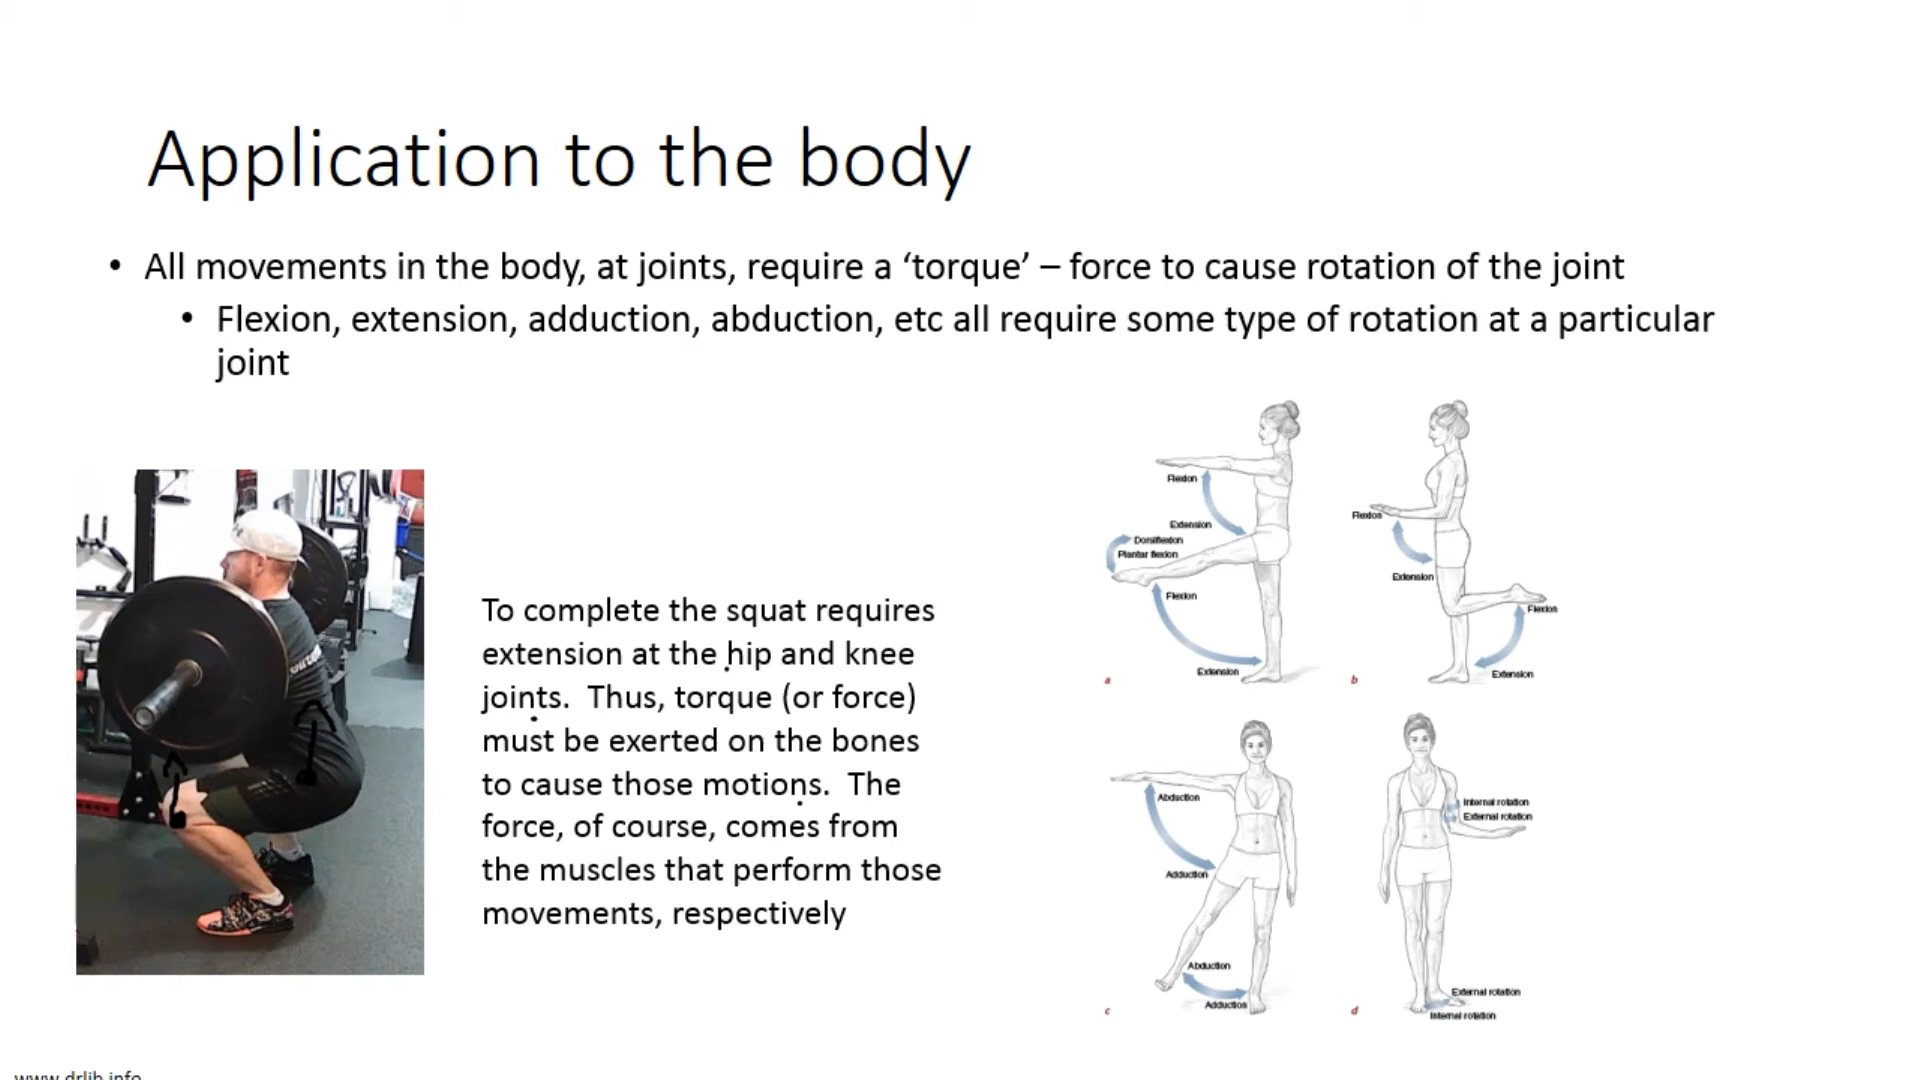 Application to the body
• All movements in the body, at joints, require a ‘torque’ – force to cause rotation of the joint
• Flexion, extension, adduction, abduction, etc all require some type of rotation at a particular
joint
To complete the squat requires
extension at the hip and knee
joints.  Thus, torque (or force)
must be exerted on the bones
to cause those motions.  The
force, of course, comes from
the muscles that perform those
movements, respectively
Flexion
Extension
Dorsiflexion
Plantar flexion
Flexion
Extension
a
Flexion
Extension
Flexion
Extension
b
Abduction
Adduction
Abduction
Adduction
c
Internal rotation
External rotation
External rotation
Internal rotation
d